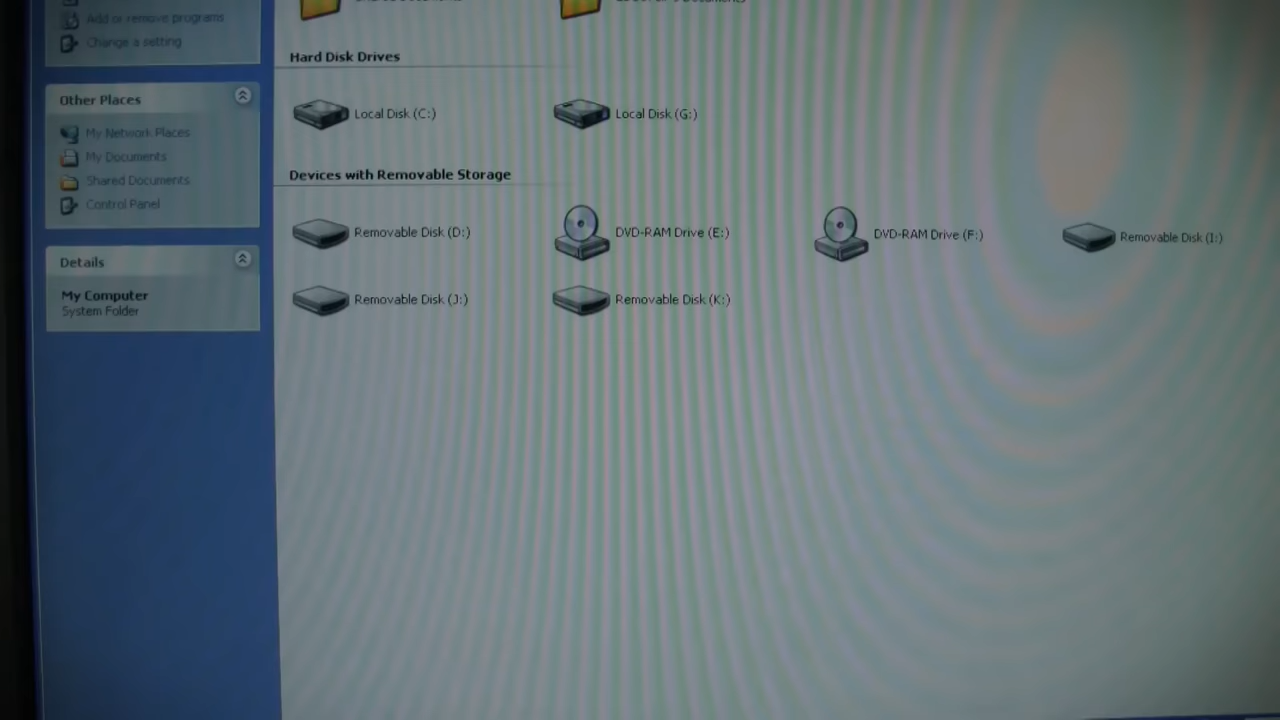 Add or remove programs
Change a setting
Hard Disk Drives
Other Places
Local Disk (C:)
Local Disk (G:)
My Network Places
My Documents
Shared Documents
Control Panel
Devices with Removable Storage
Removable Disk (D:)
DVD-RAM Drive (E:)
DVD-RAM Drive (F:)
Removable Disk (I:)
Details
My Computer
System Folder
Removable Disk (J:)
Removable Disk (K:)